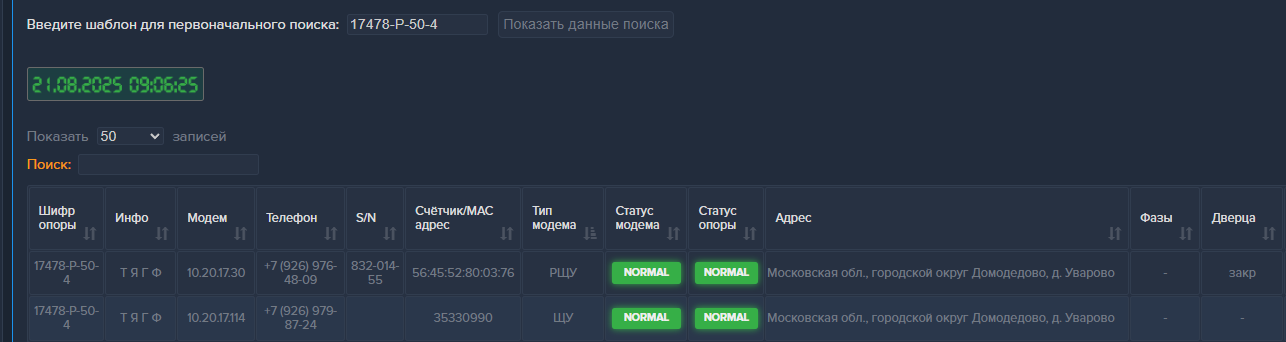 Введите шаблон для первоначального поиска: 17478-Р-50-4 Показать данные поиска
21.08.2025 09:06:25
Показать 50 записей
Поиск:
Шифр опоры Инфо Модем Телефон S/N Счётчик/МАС адрес Тип модема Статус модема Статус опоры Адрес Фазы Дверца
17478-Р-50-4 Т Я Г Ф 10.20.17.30 +7 (926) 976-48-09 832-014-55 56:45:52:80:03:76 РЩУ NORMAL NORMAL Московская обл., городской округ Домодедово, д. Уварово - закр
17478-Р-50-4 Т Я Г Ф 10.20.17.114 +7 (926) 979-87-24 35330990 ЩУ NORMAL NORMAL Московская обл., городской округ Домодедово, д. Уварово - -